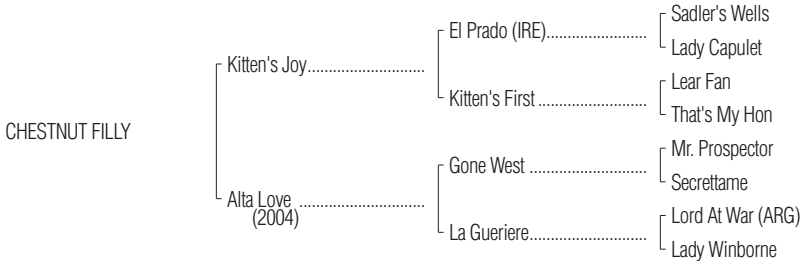 Sadler's Wells
El Prado (IRE)........................
Lady Capulet
Kitten's Joy...........................
Lear Fan
Kitten's First .........................
That's My Hon
CHESTNUT FILLY
Mr. Prospector
Gone West ...........................
Secrettame
Alta Love .............................
(2004)
Lord At War (ARG)
La Gueriere...........................
Lady Winborne